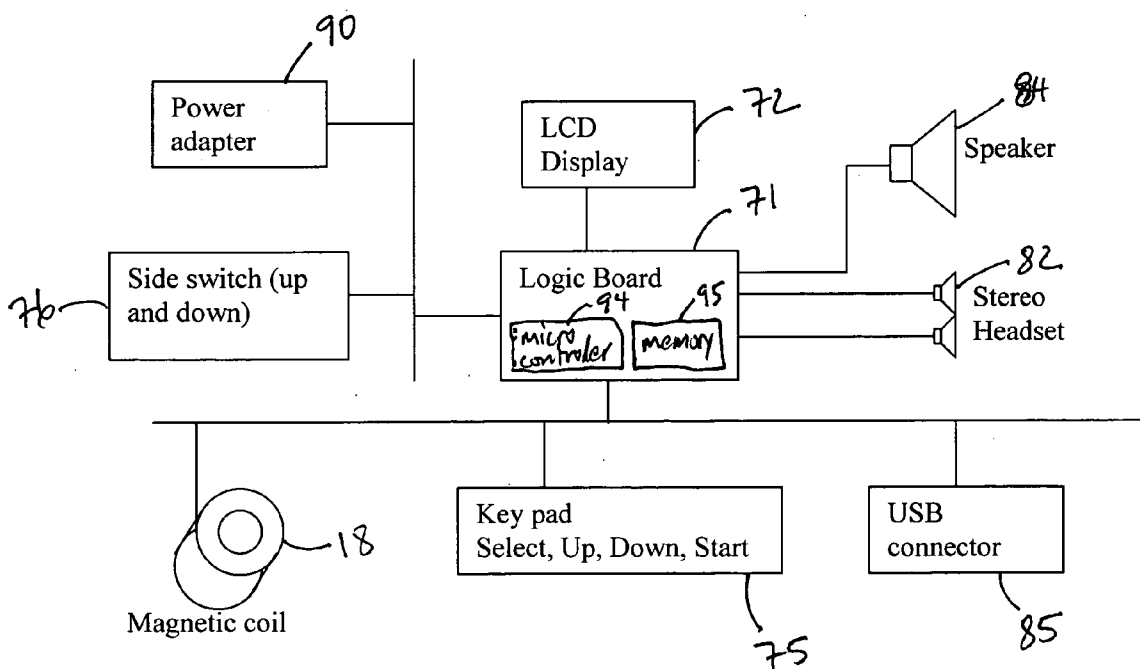 90
Power
adapter
LCD
Display
72
84
Speaker
71
Side switch (up
and down)
76
Logic Board
94
micro
controler
95
memory
82
Stereo
Headset
Magnetic coil
18
Key pad
Select, Up, Down, Start
75
USB
connector
85